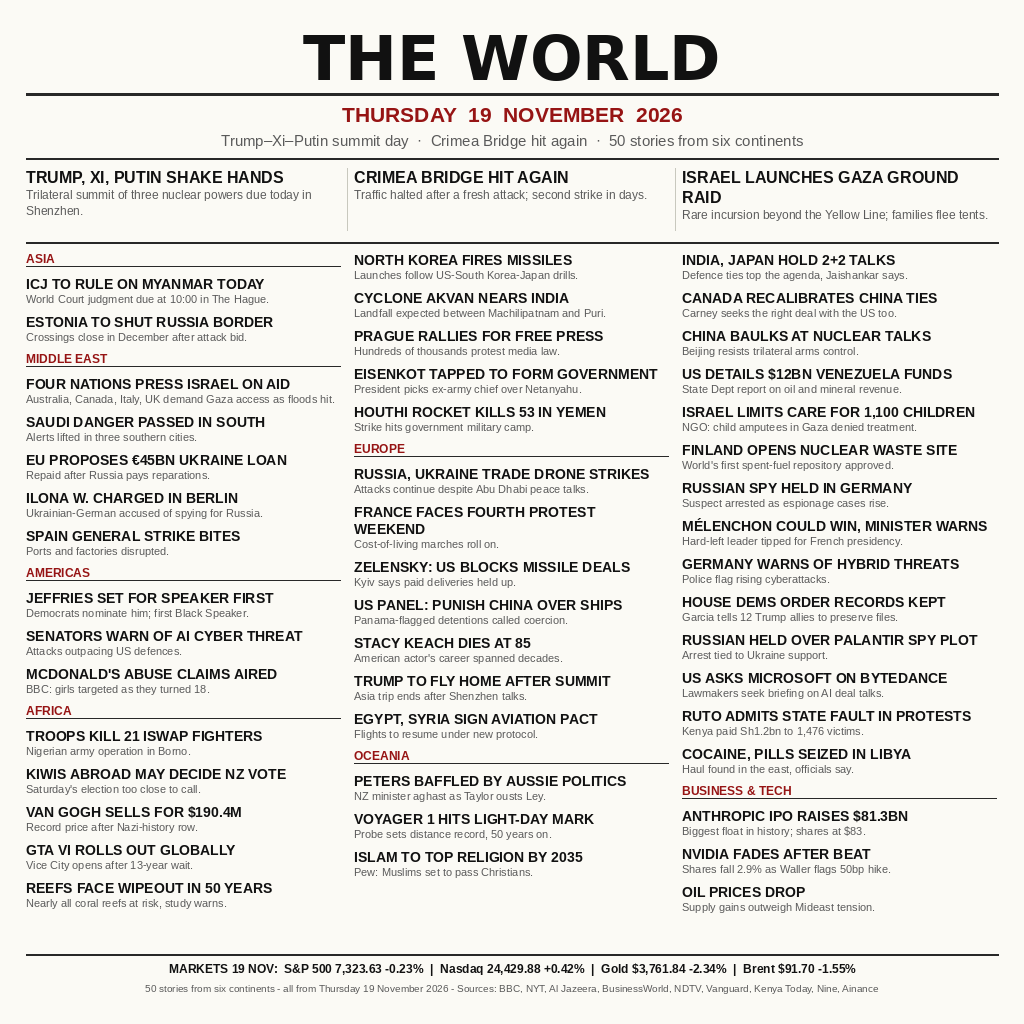 THE WORLD
THURSDAY 19 NOVEMBER 2026
Trump–Xi–Putin summit day · Crimea Bridge hit again · 50 stories from six continents
TRUMP, XI, PUTIN SHAKE HANDS
Trilateral summit of three nuclear powers due today in
Shenzhen.
CRIMEA BRIDGE HIT AGAIN
Traffic halted after a fresh attack; second strike in days.
ISRAEL LAUNCHES GAZA GROUND
RAID
Rare incursion beyond the Yellow Line; families flee tents.
ASIA
ICJ TO RULE ON MYANMAR TODAY
World Court judgment due at 10:00 in The Hague.
ESTONIA TO SHUT RUSSIA BORDER
Crossings close in December after attack bid.
MIDDLE EAST
FOUR NATIONS PRESS ISRAEL ON AID
Australia, Canada, Italy, UK demand Gaza access as floods hit.
SAUDI DANGER PASSED IN SOUTH
Alerts lifted in three southern cities.
EU PROPOSES €45BN UKRAINE LOAN
Repaid after Russia pays reparations.
ILONA W. CHARGED IN BERLIN
Ukrainian-German accused of spying for Russia.
SPAIN GENERAL STRIKE BITES
Ports and factories disrupted.
AMERICAS
JEFFRIES SET FOR SPEAKER FIRST
Democrats nominate him; first Black Speaker.
SENATORS WARN OF AI CYBER THREAT
Attacks outpacing US defences.
MCDONALD'S ABUSE CLAIMS AIRED
BBC: girls targeted as they turned 18.
AFRICA
TROOPS KILL 21 ISWAP FIGHTERS
Nigerian army operation in Borno.
KIWIS ABROAD MAY DECIDE NZ VOTE
Saturday's election too close to call.
VAN GOGH SELLS FOR $190.4M
Record price after Nazi-history row.
GTA VI ROLLS OUT GLOBALLY
Vice City opens after 13-year wait.
REEFS FACE WIPEOUT IN 50 YEARS
Nearly all coral reefs at risk, study warns.
NORTH KOREA FIRES MISSILES
Launches follow US-South Korea-Japan drills.
CYCLONE AKVAN NEARS INDIA
Landfall expected between Machilipatnam and Puri.
PRAGUE RALLIES FOR FREE PRESS
Hundreds of thousands protest media law.
EISENKOT TAPPED TO FORM GOVERNMENT
President picks ex-army chief over Netanyahu.
HOUTHI ROCKET KILLS 53 IN YEMEN
Strike hits government military camp.
EUROPE
RUSSIA, UKRAINE TRADE DRONE STRIKES
Attacks continue despite Abu Dhabi peace talks.
FRANCE FACES FOURTH PROTEST
WEEKEND
Cost-of-living marches roll on.
ZELENSKY: US BLOCKS MISSILE DEALS
Kyiv says paid deliveries held up.
US PANEL: PUNISH CHINA OVER SHIPS
Panama-flagged detentions called coercion.
STACY KEACH DIES AT 85
American actor's career spanned decades.
TRUMP TO FLY HOME AFTER SUMMIT
Asia trip ends after Shenzhen talks.
EGYPT, SYRIA SIGN AVIATION PACT
Flights to resume under new protocol.
OCEANIA
PETERS BAFFLED BY AUSSIE POLITICS
NZ minister aghast as Taylor ousts Ley.
VOYAGER 1 HITS LIGHT-DAY MARK
Probe sets distance record, 50 years on.
ISLAM TO TOP RELIGION BY 2035
Pew: Muslims set to pass Christians.
INDIA, JAPAN HOLD 2+2 TALKS
Defence ties top the agenda, Jaishankar says.
CANADA RECALIBRATES CHINA TIES
Carney seeks the right deal with the US too.
CHINA BAULKS AT NUCLEAR TALKS
Beijing resists trilateral arms control.
US DETAILS $12BN VENEZUELA FUNDS
State Dept report on oil and mineral revenue.
ISRAEL LIMITS CARE FOR 1,100 CHILDREN
NGO: child amputees in Gaza denied treatment.
FINLAND OPENS NUCLEAR WASTE SITE
World's first spent-fuel repository approved.
RUSSIAN SPY HELD IN GERMANY
Suspect arrested as espionage cases rise.
MÉLENCHON COULD WIN, MINISTER WARNS
Hard-left leader tipped for French presidency.
GERMANY WARNS OF HYBRID THREATS
Police flag rising cyberattacks.
HOUSE DEMS ORDER RECORDS KEPT
Garcia tells 12 Trump allies to preserve files.
RUSSIAN HELD OVER PALANTIR SPY PLOT
Arrest tied to Ukraine support.
US ASKS MICROSOFT ON BYTEDANCE
Lawmakers seek briefing on AI deal talks.
RUTO ADMITS STATE FAULT IN PROTESTS
Kenya paid Sh1.2bn to 1,476 victims.
COCAINE, PILLS SEIZED IN LIBYA
Haul found in the east, officials say.
BUSINESS & TECH
ANTHROPIC IPO RAISES $81.3BN
Biggest float in history; shares at $83.
NVIDIA FADES AFTER BEAT
Shares fall 2.9% as Waller flags 50bp hike.
OIL PRICES DROP
Supply gains outweigh Mideast tension.
MARKETS 19 NOV: S&P 500 7,323.63 -0.23% | Nasdaq 24,429.88 +0.42% | Gold $3,761.84 -2.34% | Brent $91.70 -1.55%
50 stories from six continents - all from Thursday 19 November 2026 - Sources: BBC, NYT, Al Jazeera, BusinessWorld, NDTV, Vanguard, Kenya Today, Nine, Ainance